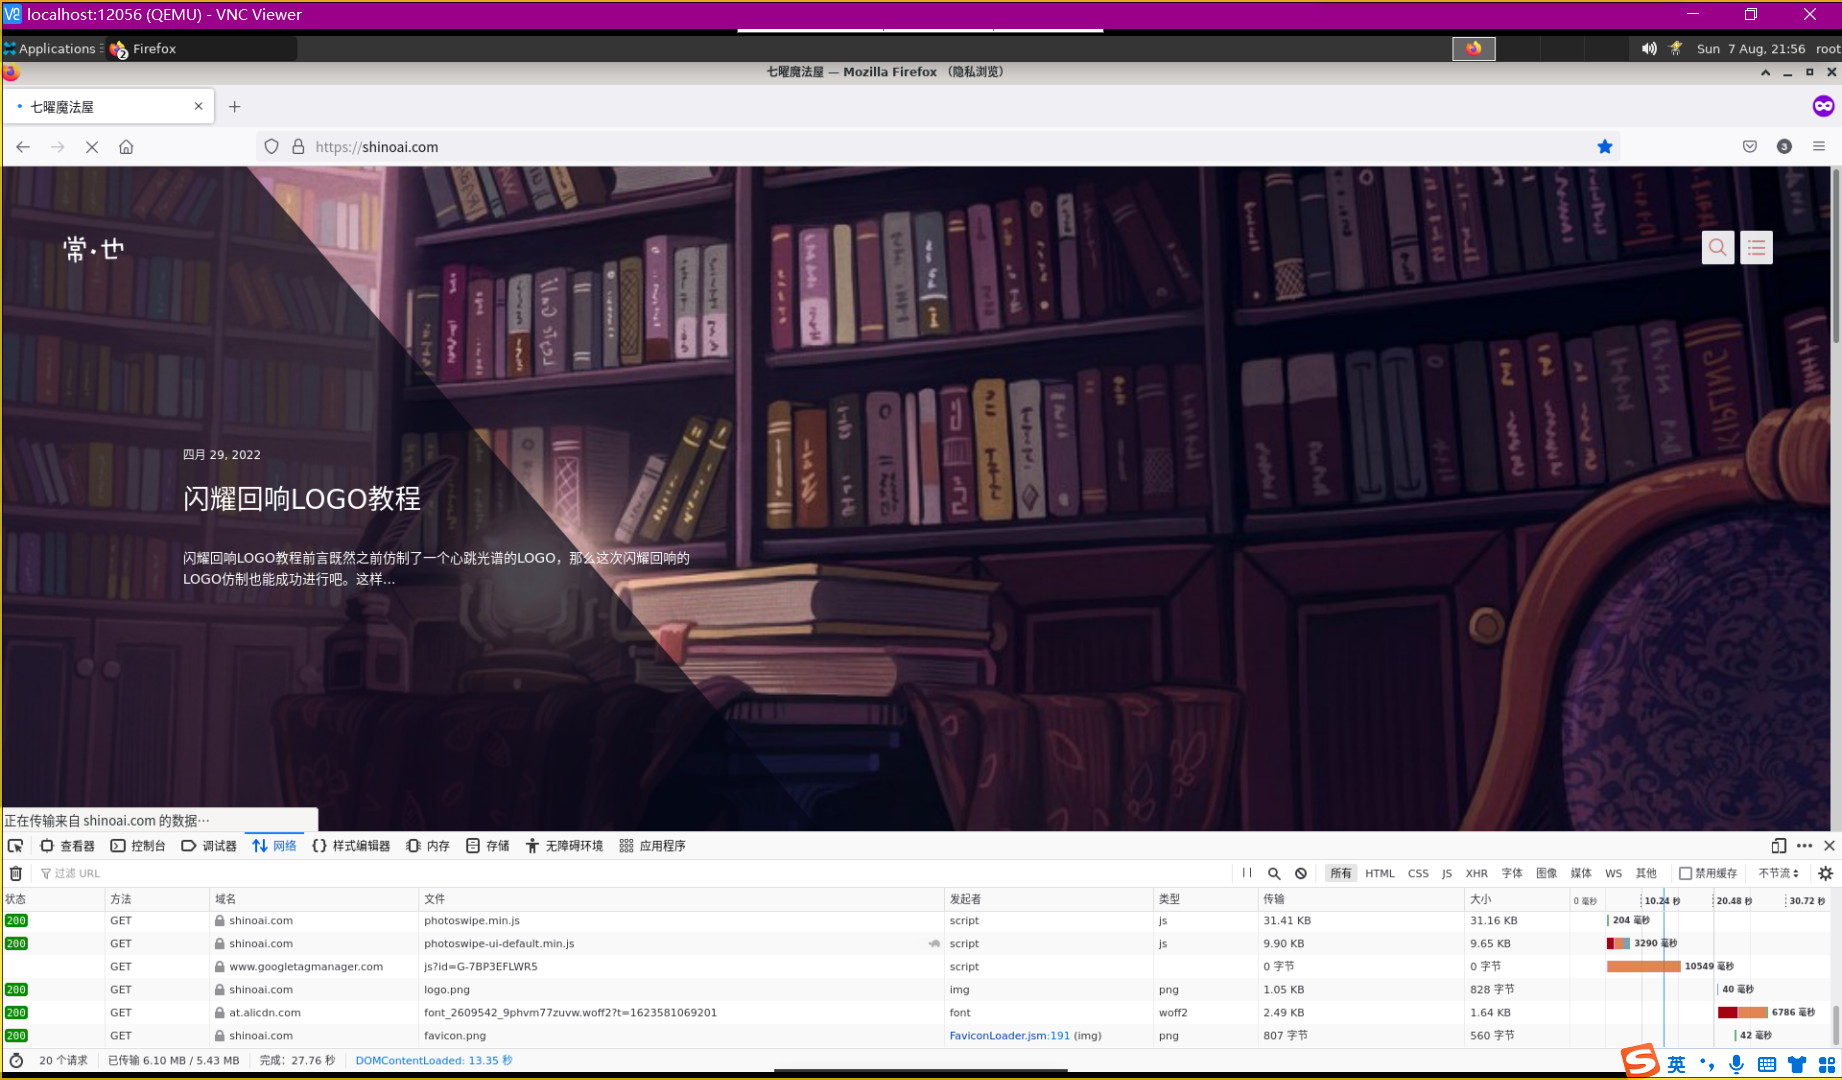 localhost:12056 (QEMU) - VNC Viewer
Applications
Firefox
Sun 7 Aug, 21:56 root
七曜魔法屋 — Mozilla Firefox (隐私浏览)
七曜魔法屋
https://shinoai.com
3
常·世
四月 29, 2022
闪耀回响LOGO教程
闪耀回响LOGO教程前言既然之前仿制了一个心跳光谱的LOGO，那么这次闪耀回响的
LOGO仿制也能成功进行吧。这样...
正在传输来自 shinoai.com 的数据…
查看器 控制台 调试器 网络 样式编辑器 内存 存储 无障碍环境 应用程序
过滤 URL
所有 HTML CSS JS XHR 字体 图像 媒体 WS 其他 禁用缓存 不节流
状态 方法 域名 文件 发起者 类型 传输 大小 0 毫秒 10.24 秒 20.48 秒 30.72 秒
200 GET shinoai.com photoswipe.min.js script js 31.41 KB 31.16 KB 204 毫秒
200 GET shinoai.com photoswipe-ui-default.min.js script js 9.90 KB 9.65 KB 3290 毫秒
GET www.googletagmanager.com js?id=G-7BP3EFLWR5 script 0 字节 0 字节 10549 毫秒
200 GET shinoai.com logo.png img png 1.05 KB 828 字节 40 毫秒
200 GET at.alicdn.com font_2609542_9phvm77zuvw.woff2?t=1623581069201 font woff2 2.49 KB 1.64 KB 6786 毫秒
200 GET shinoai.com favicon.png FaviconLoader.jsm:191 (img) png 807 字节 560 字节 42 毫秒
20 个请求 已传输 6.10 MB / 5.43 MB 完成：27.76 秒 DOMContentLoaded: 13.35 秒
英